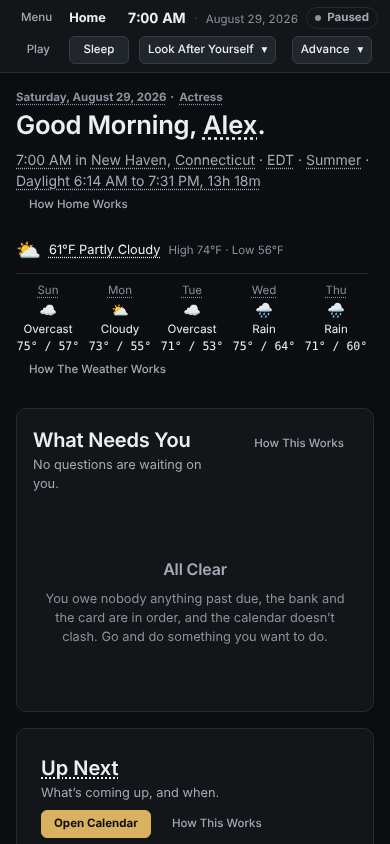 Menu Home 7:00 AM · August 29, 2026 Paused
Play Sleep Look After Yourself ▾ Advance ▾
Saturday, August 29, 2026 · Actress
Good Morning, Alex.
7:00 AM in New Haven, Connecticut · EDT · Summer ·
Daylight 6:14 AM to 7:31 PM, 13h 18m
How Home Works
61°F Partly Cloudy High 74°F · Low 56°F
Sun Mon Tue Wed Thu
Overcast Cloudy Overcast Rain Rain
75° / 57° 73° / 55° 71° / 53° 75° / 64° 71° / 60°
How The Weather Works
What Needs You How This Works
No questions are waiting on
you.
All Clear
You owe nobody anything past due, the bank and
the card are in order, and the calendar doesn't
clash. Go and do something you want to do.
Up Next
What's coming up, and when.
Open Calendar How This Works